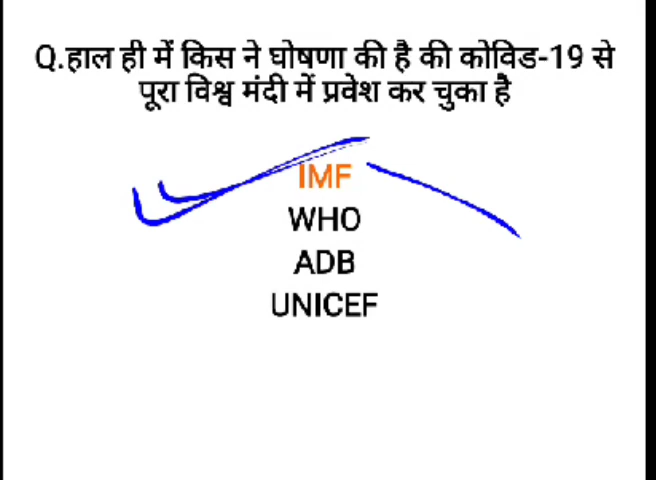 Q.हाल ही में किस ने घोषणा की है की कोविड-19 से
पूरा विश्व मंदी में प्रवेश कर चुका है
IMF
WHO
ADB
UNICEF